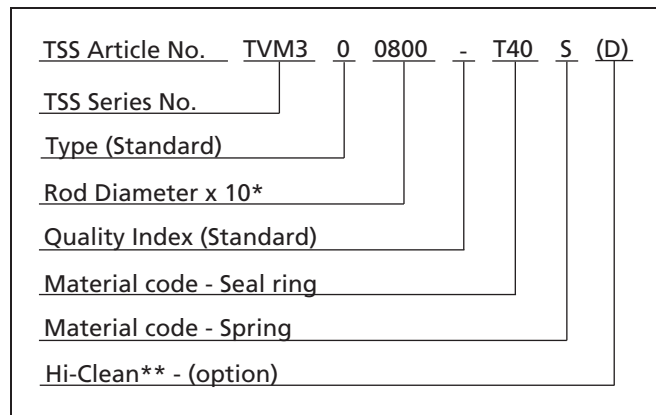 TSS Article No. TVM3 0 0800 - T40 S (D)
TSS Series No.
Type (Standard)
Rod Diameter x 10*
Quality Index (Standard)
Material code - Seal ring
Material code - Spring
Hi-Clean** - (option)